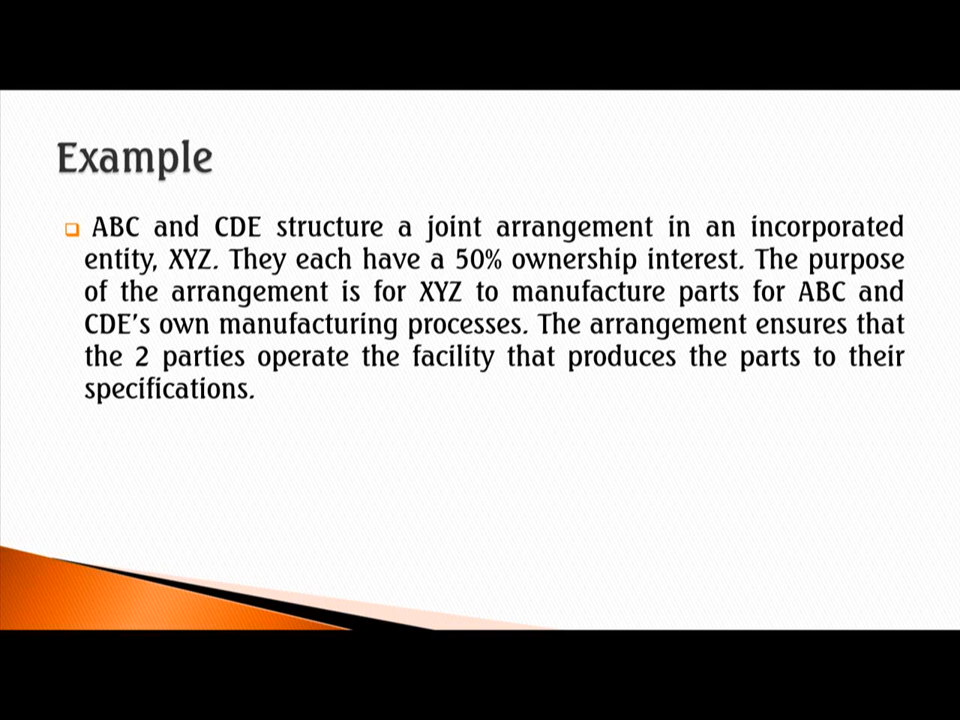 Example
ABC and CDE structure a joint arrangement in an incorporated
entity, XYZ. They each have a 50% ownership interest. The purpose
of the arrangement is for XYZ to manufacture parts for ABC and
CDE's own manufacturing processes. The arrangement ensures that
the 2 parties operate the facility that produces the parts to their
specifications.